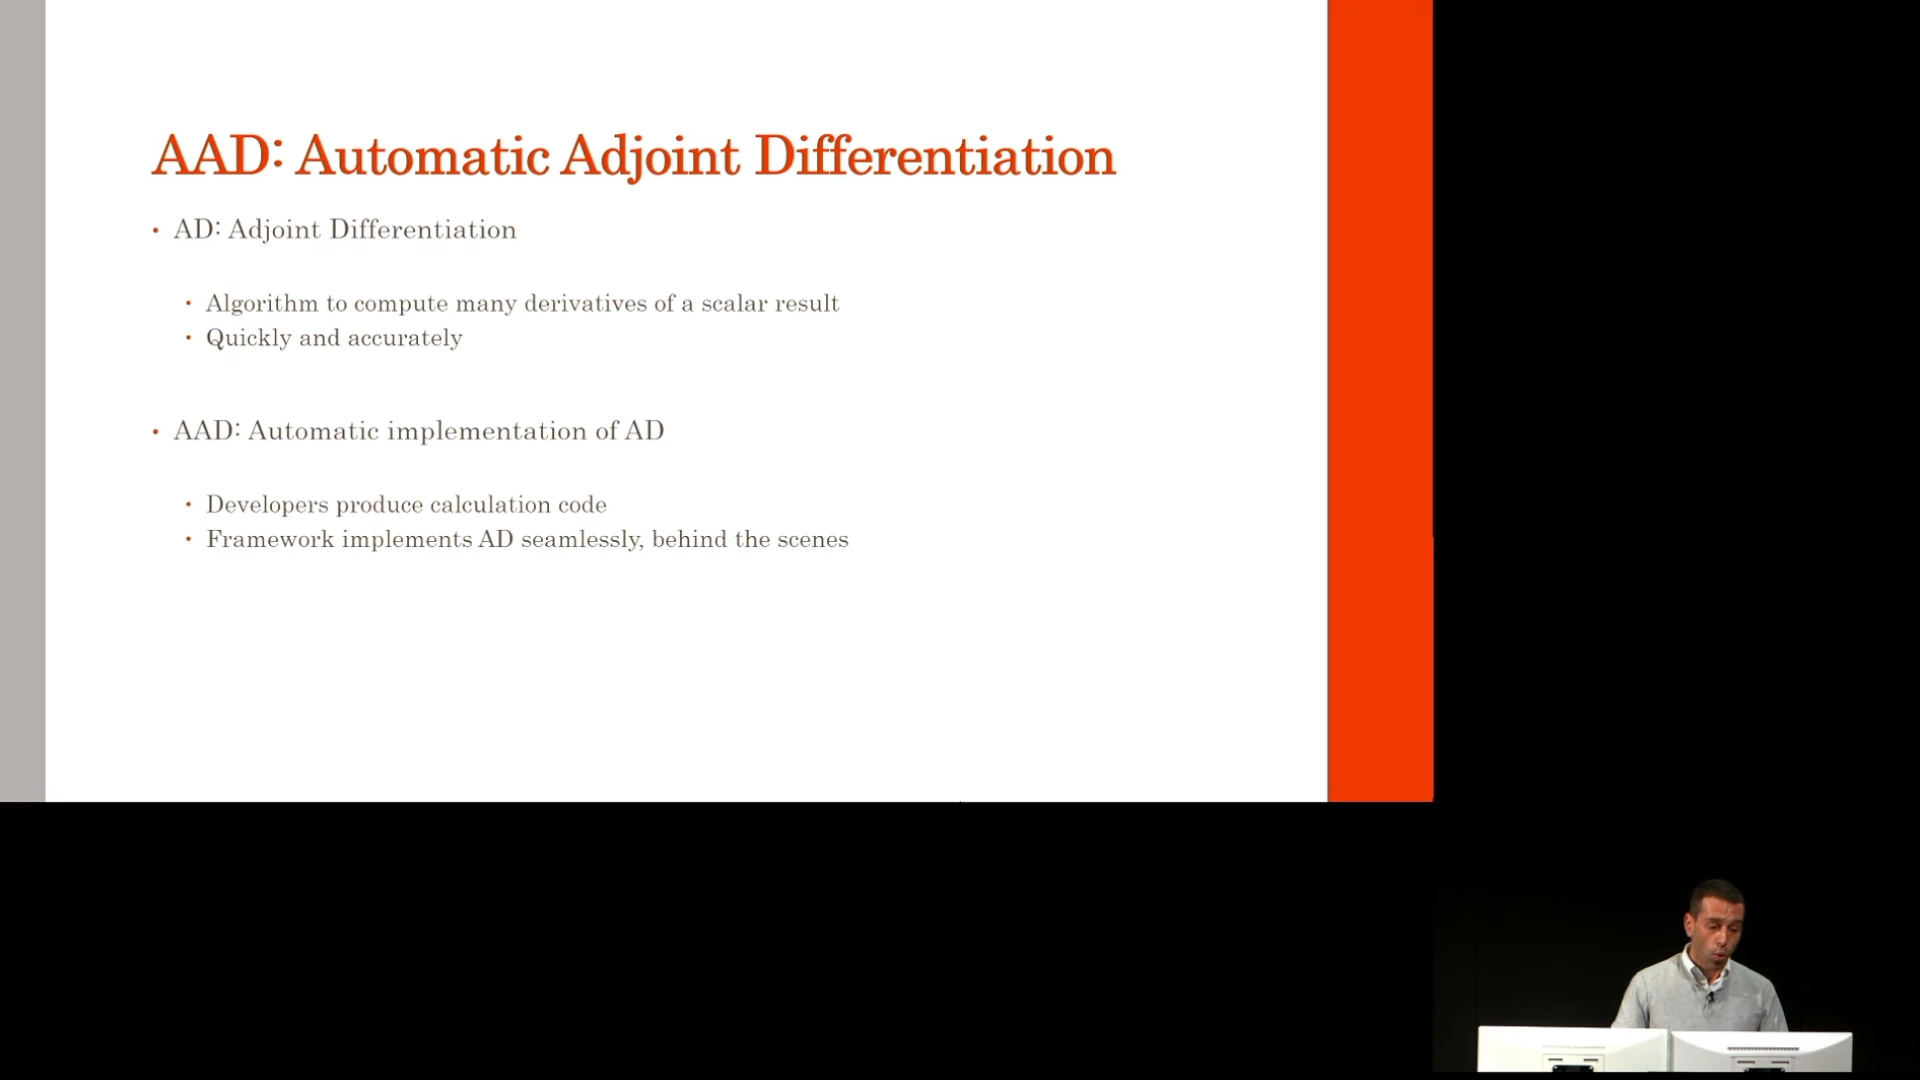 AAD: Automatic Adjoint Differentiation
• AD: Adjoint Differentiation
• Algorithm to compute many derivatives of a scalar result
• Quickly and accurately
• AAD: Automatic implementation of AD
• Developers produce calculation code
• Framework implements AD seamlessly, behind the scenes